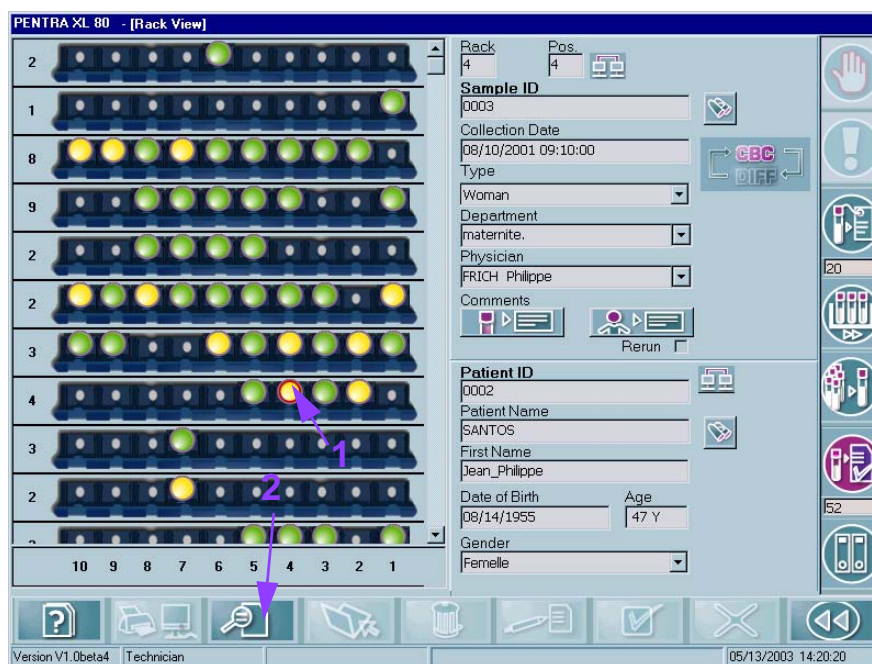 PENTRA XL 80 - [Rack View]
2
1
8
9
2
2
3
4
3
2
10 9 8 7 6 5 4 3 2 1
1
2
Rack Pos.
4 4
Sample ID
0003
Collection Date
08/10/2001 09:10:00
Type
Woman
Department
maternite.
Physician
FRICH Philippe
Comments
Rerun
CBC
DIFF
Patient ID
0002
Patient Name
SANTOS
First Name
Jean_Philippe
Date of Birth Age
08/14/1955 47 Y
Gender
Femelle
20
52
Version V1.0beta4 Technician 05/13/2003 14:20:20